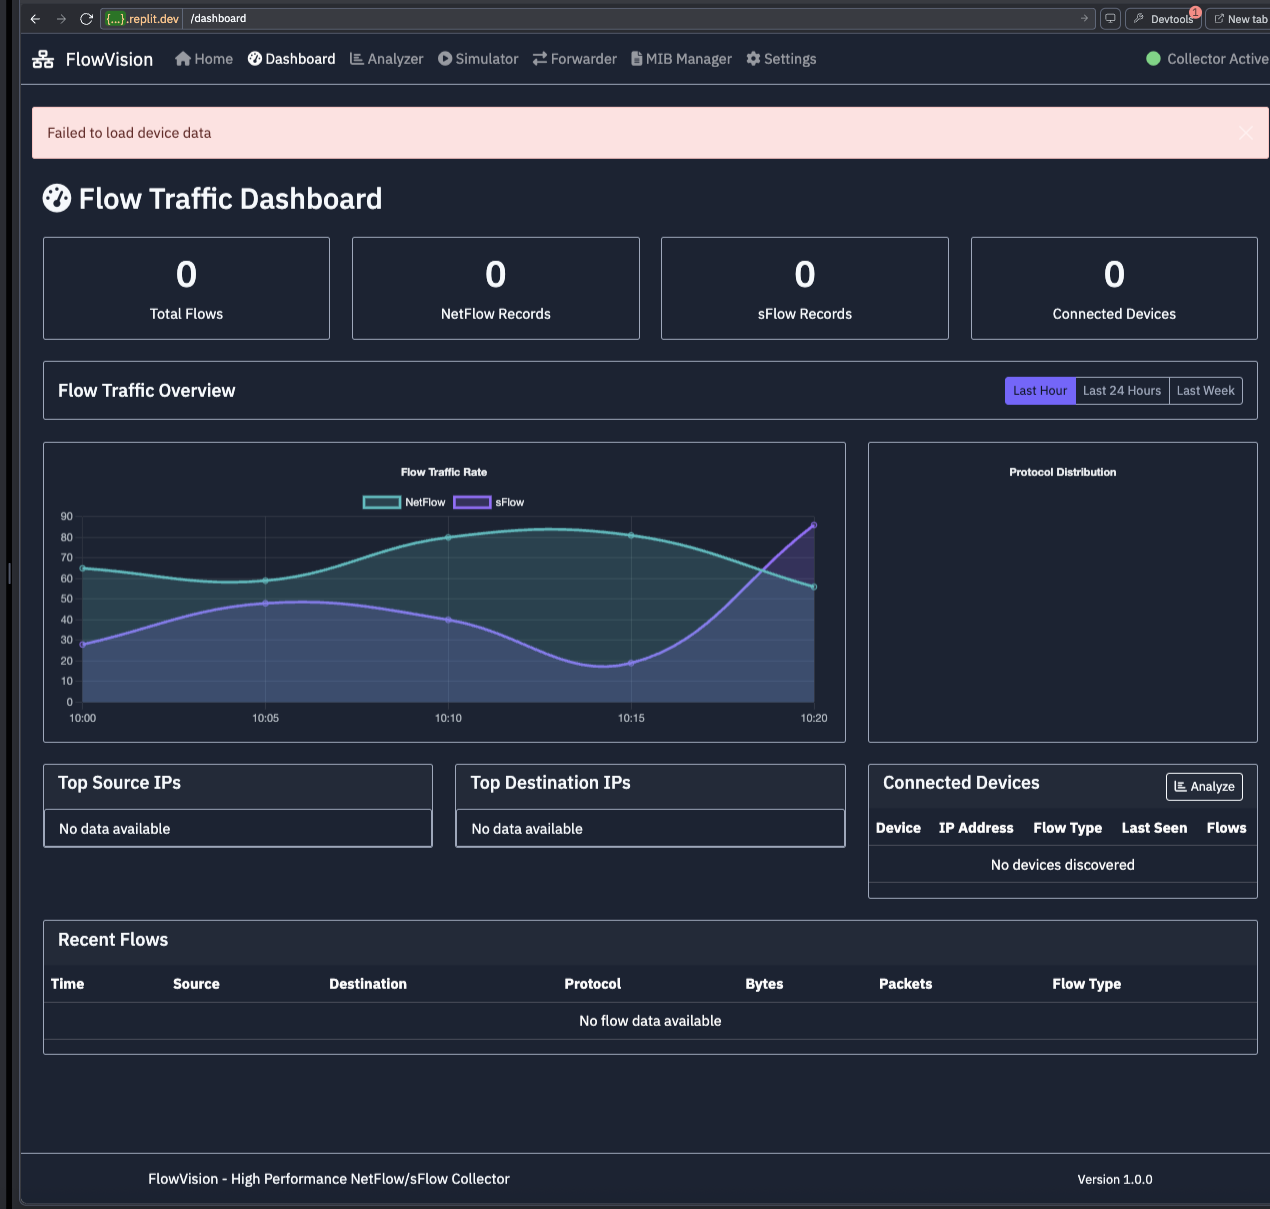 {...}.replit.dev /dashboard Devtools 1 New tab
FlowVision Home Dashboard Analyzer Simulator Forwarder MIB Manager Settings Collector Active
Failed to load device data
Flow Traffic Dashboard
0 0 0 0
Total Flows NetFlow Records sFlow Records Connected Devices
Flow Traffic Overview Last Hour Last 24 Hours Last Week
Flow Traffic Rate
NetFlow sFlow
90
80
70
60
50
40
30
20
10
0
10:00 10:05 10:10 10:15 10:20
Protocol Distribution
Top Source IPs
No data available
Top Destination IPs
No data available
Connected Devices Analyze
Device IP Address Flow Type Last Seen Flows
No devices discovered
Recent Flows
Time Source Destination Protocol Bytes Packets Flow Type
No flow data available
FlowVision - High Performance NetFlow/sFlow Collector Version 1.0.0